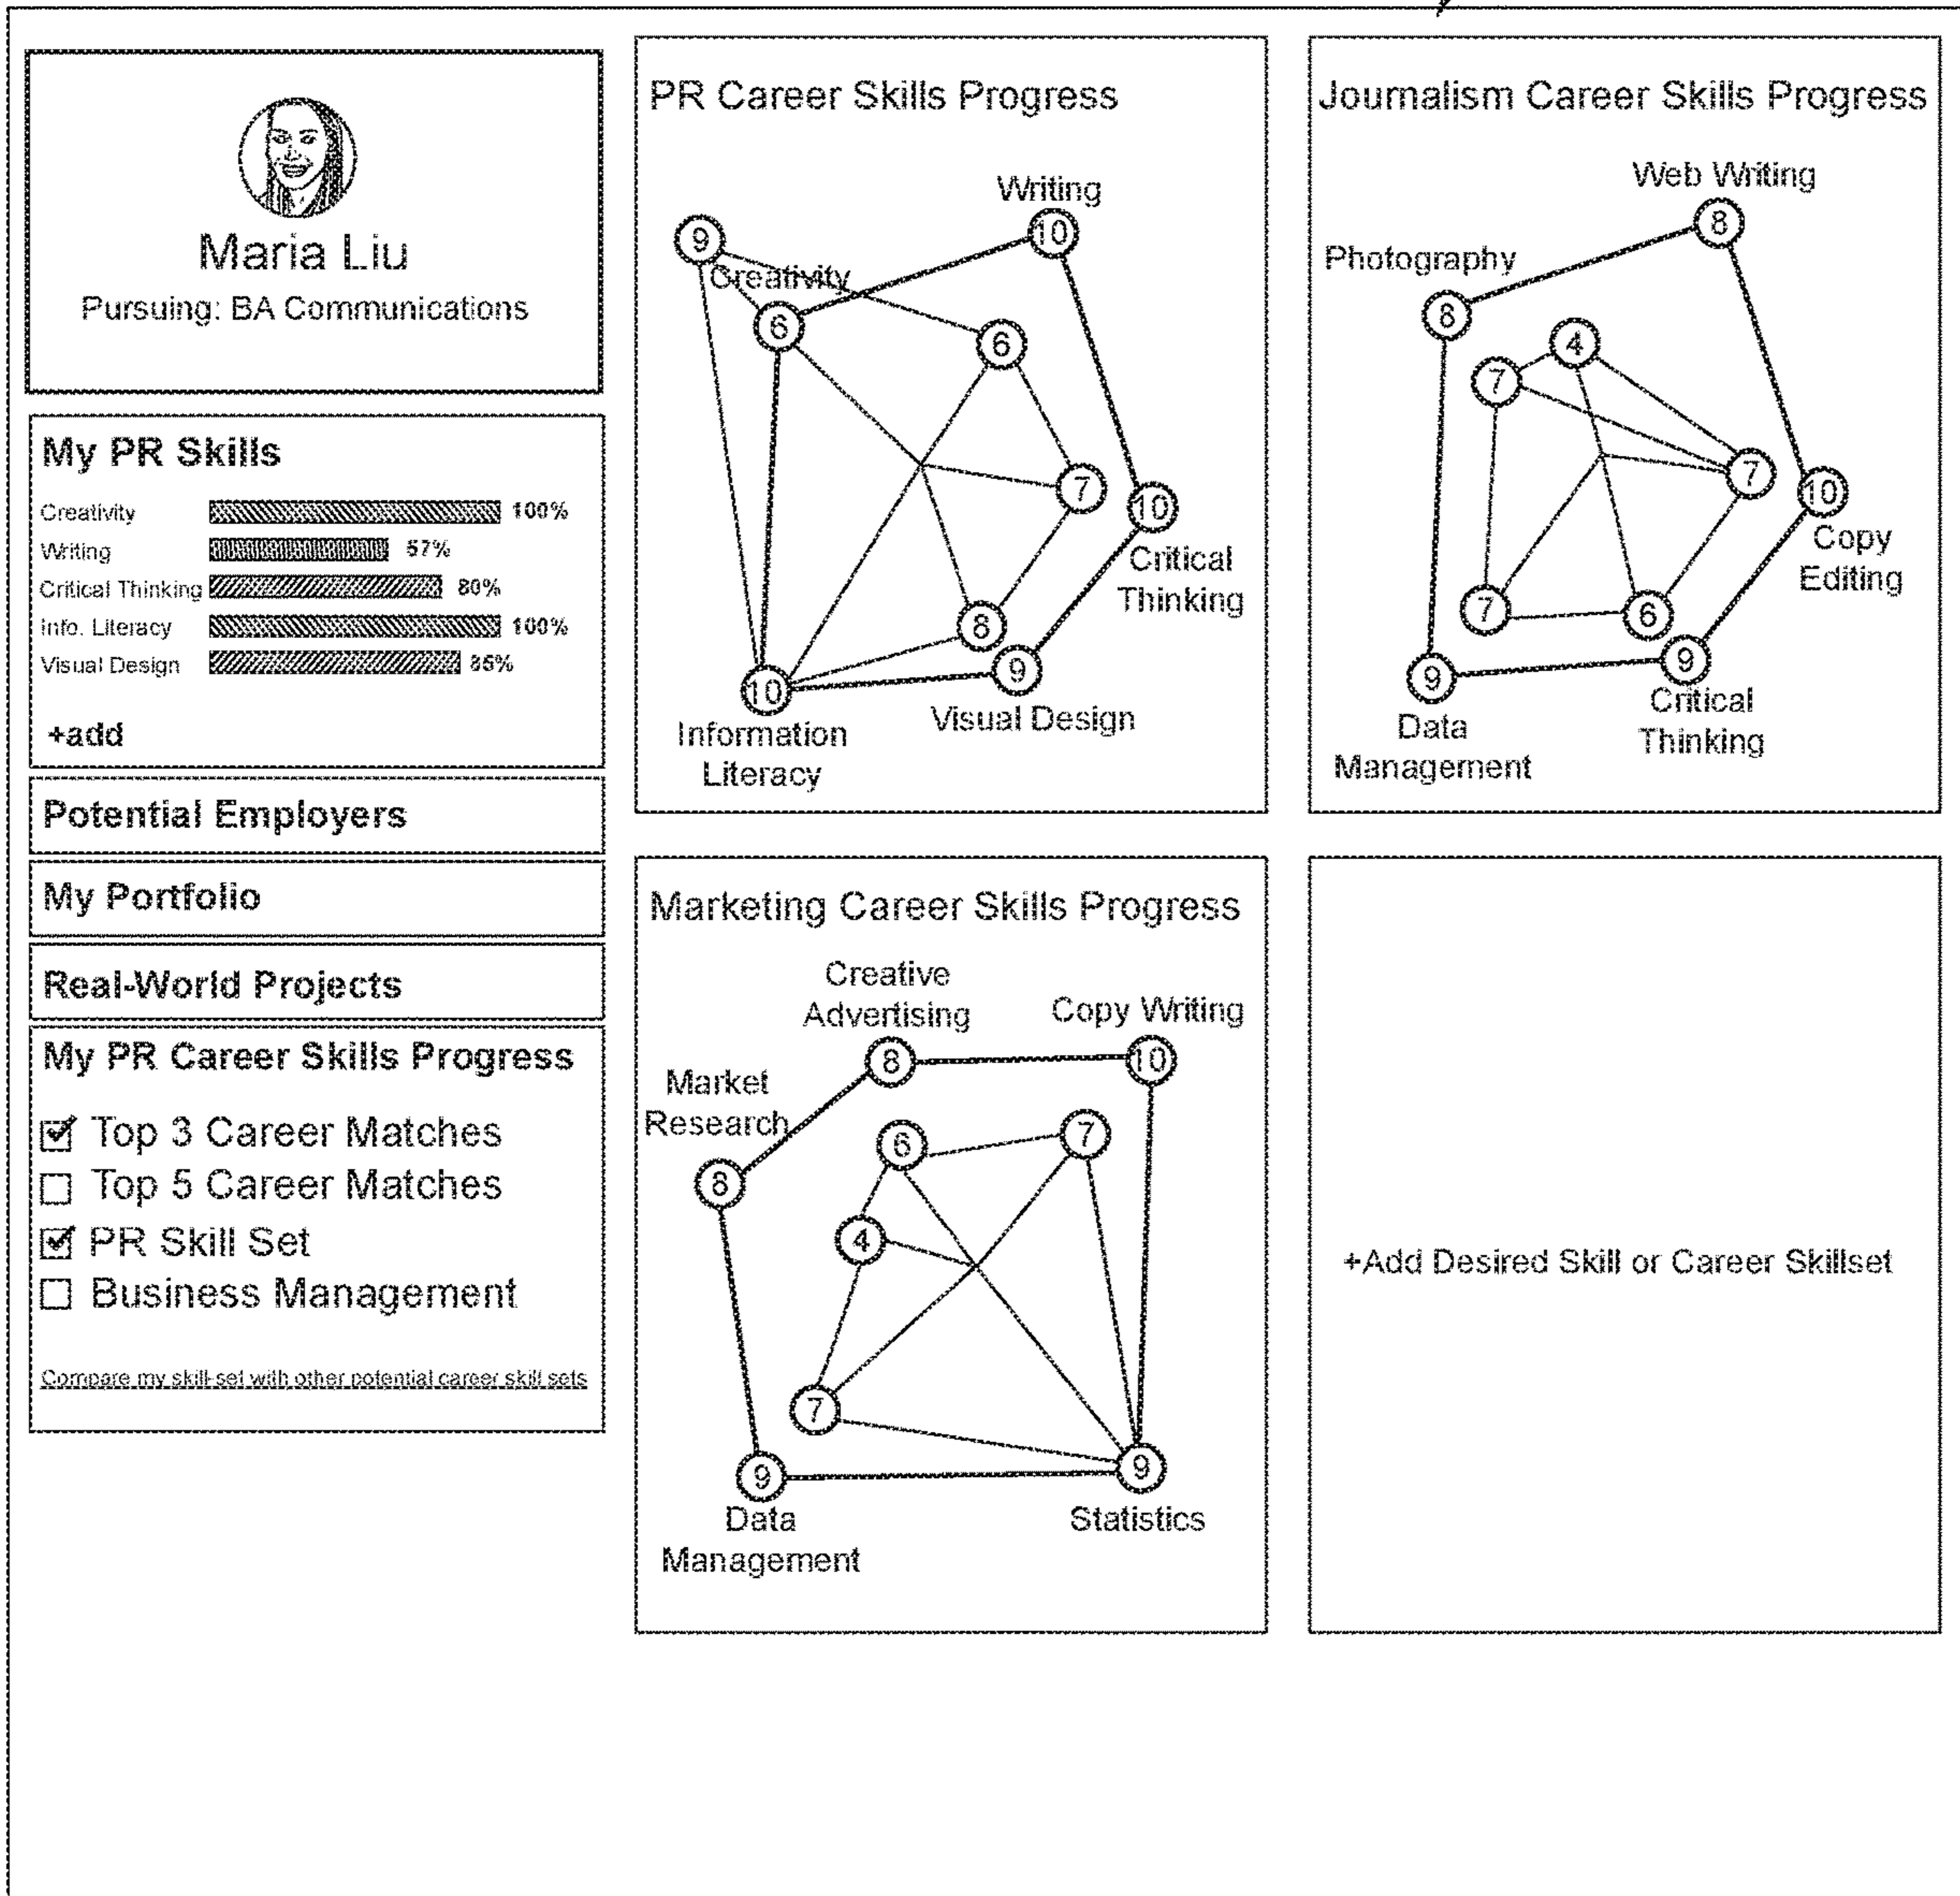 Maria Liu
Pursuing: BA Communications
My PR Skills
Creativity 100%
Writing 57%
Critical Thinking 80%
Info. Literacy 100%
Visual Design 85%
+add
Potential Employers
My Portfolio
Real-World Projects
My PR Career Skills Progress
Top 3 Career Matches
Top 5 Career Matches
PR Skill Set
Business Management
Compare my skill-set with other potential career skill sets
PR Career Skills Progress
Writing
9
10
Creativity
6
6
7
10
Critical
Thinking
8
9
10
Visual Design
Information
Literacy
Journalism Career Skills Progress
Web Writing
8
Photography
8
4
7
7
10
Copy
Editing
7
6
9
9
Critical
Thinking
Data
Management
Marketing Career Skills Progress
Creative
Advertising
Copy Writing
8
10
Market
Research
6
7
8
4
7
9
9
Data
Management
Statistics
+Add Desired Skill or Career Skillset